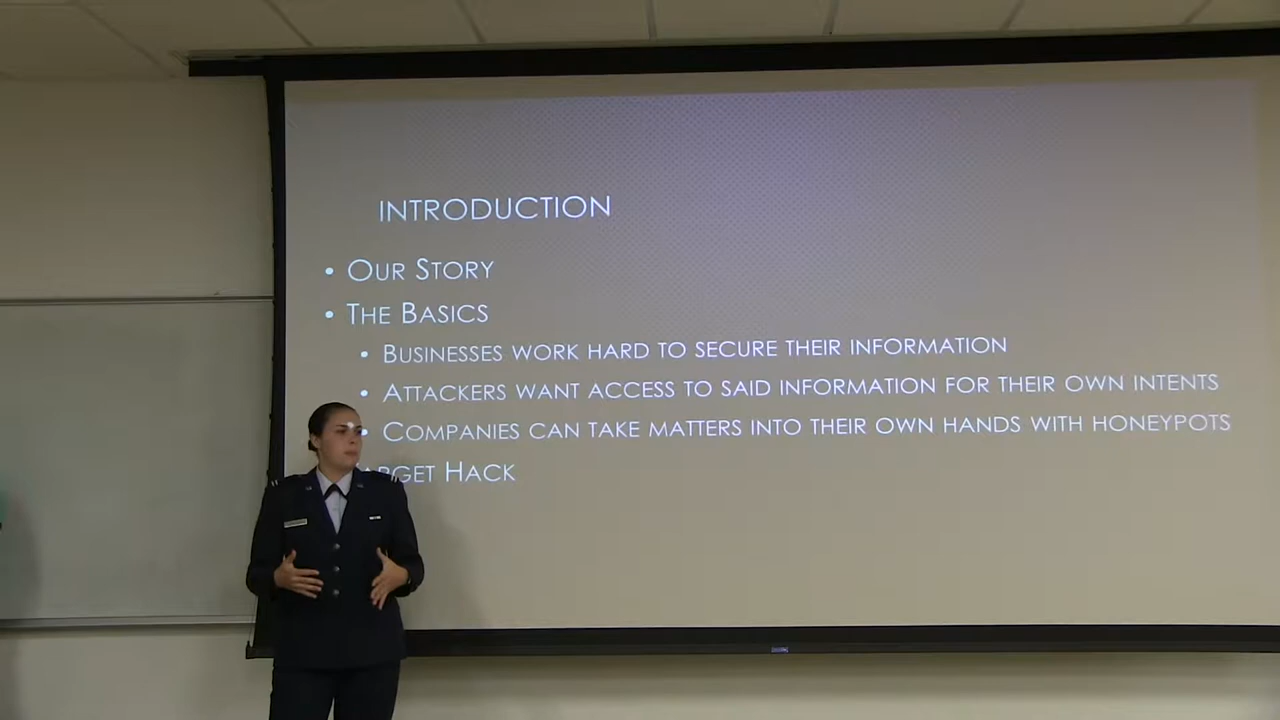 INTRODUCTION
• OUR STORY
• THE BASICS
• BUSINESSES WORK HARD TO SECURE THEIR INFORMATION
• ATTACKERS WANT ACCESS TO SAID INFORMATION FOR THEIR OWN INTENTS
• COMPANIES CAN TAKE MATTERS INTO THEIR OWN HANDS WITH HONEYPOTS
HACK